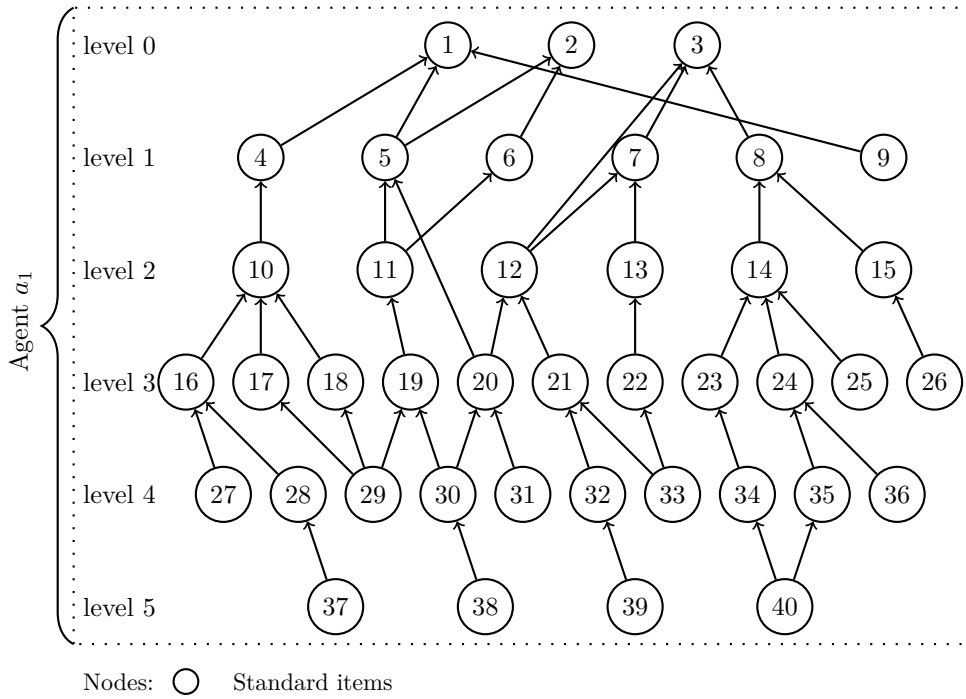 level 0 1 2 3
level 1 4 5 6 7 8 9
level 2 10 11 12 13 14 15
level 3 16 17 18 19 20 21 22 23 24 25 26
level 4 27 28 29 30 31 32 33 34 35 36
level 5 37 38 39 40
Agent a₁
Nodes: Standard items